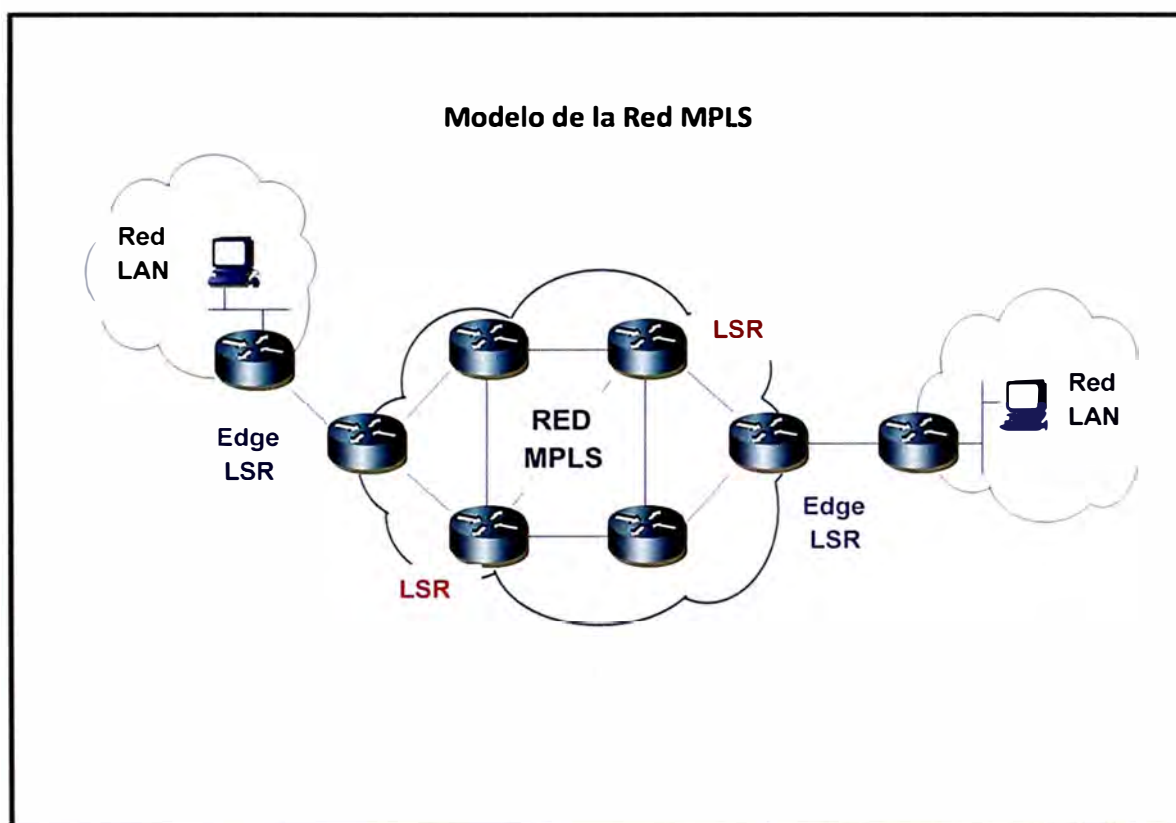 Modelo de la Red MPLS
Red
LAN
LSR
Edge
LSR
RED
MPLS
Red
LAN
Edge
LSR
LSR